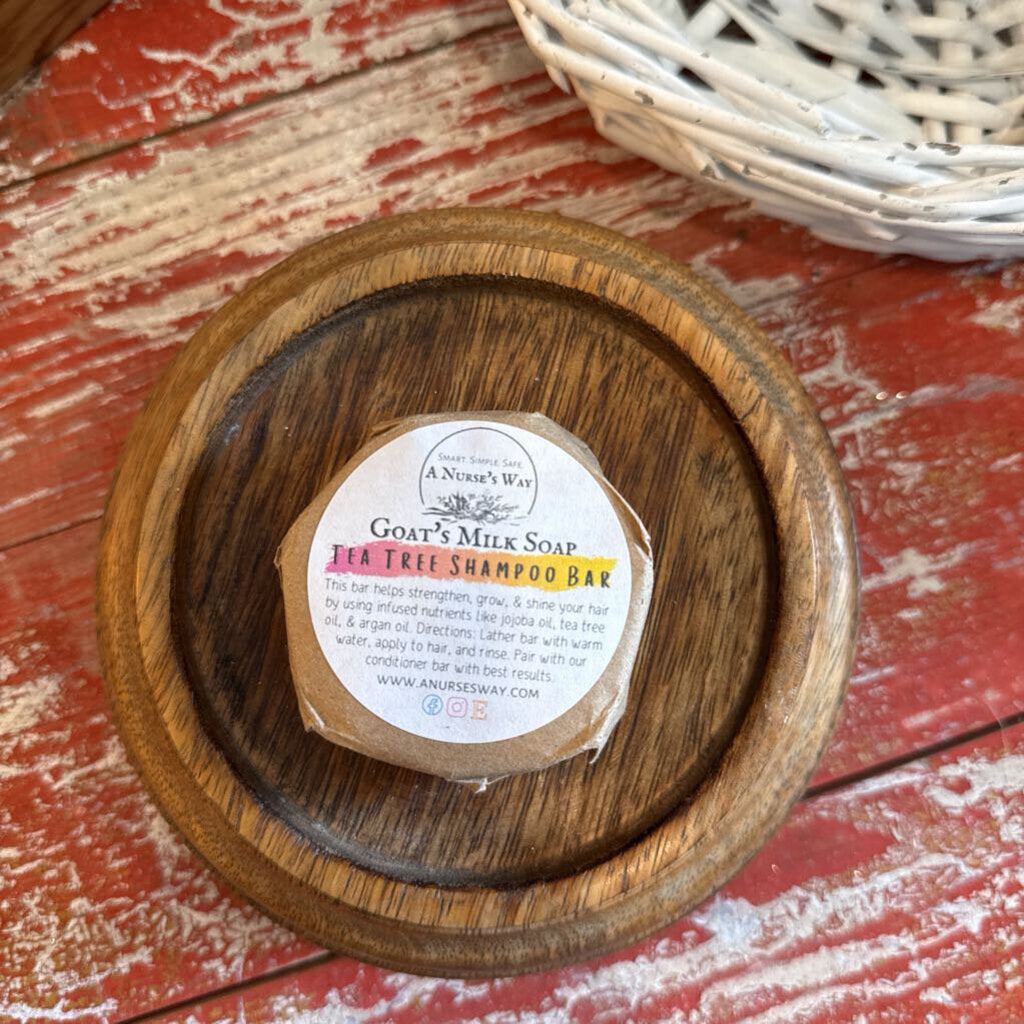 SMART. SIMPLE. SAFE.
A NURSE'S WAY
GOAT'S MILK SOAP
TEA TREE SHAMPOO BAR
This bar helps strengthen, grow, & shine your hair
by using infused nutrients like jojoba oil, tea tree
oil, & argan oil. Directions: Lather bar with warm
water, apply to hair, and rinse. Pair with our
conditioner bar with best results.
WWW.ANURSESWAY.COM
E